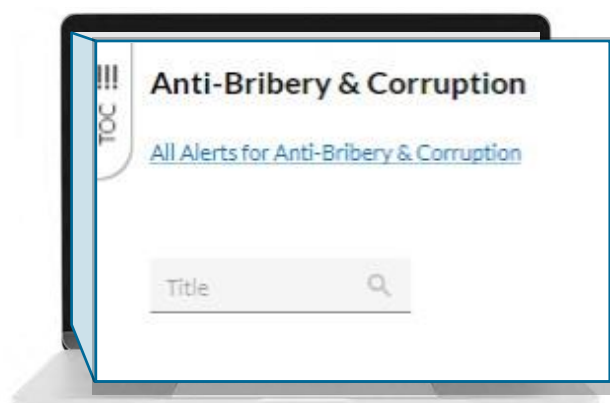 TOC
Anti-Bribery & Corruption
All Alerts for Anti-Bribery & Corruption
Title